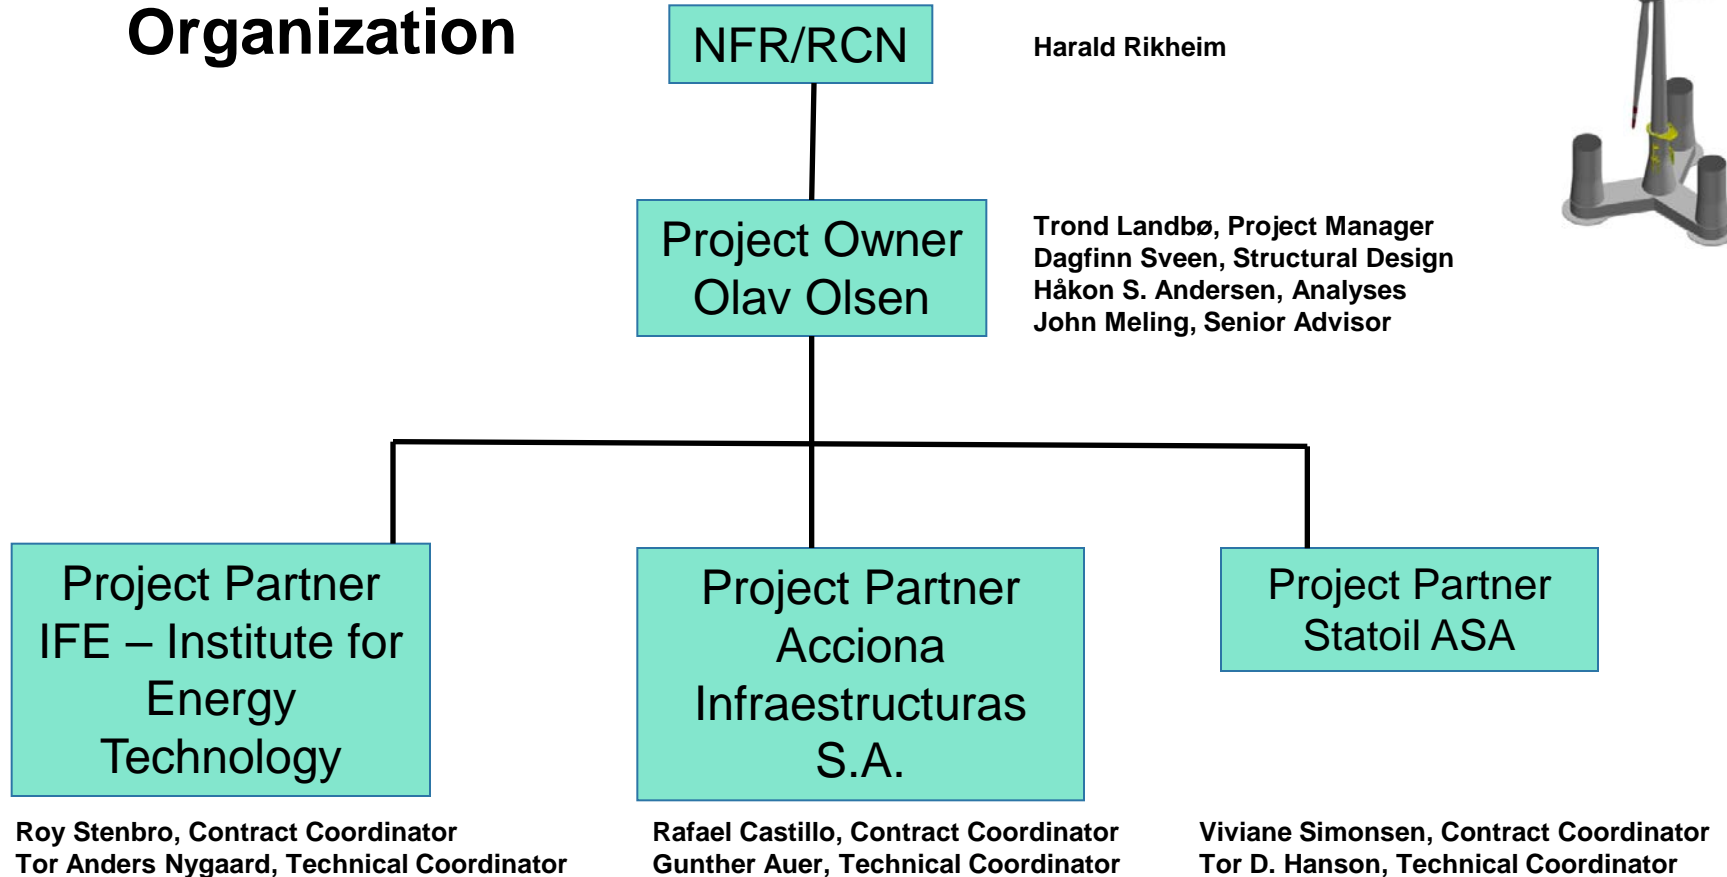 Organization
NFR/RCN
Harald Rikheim
Project Owner
Olav Olsen
Trond Landbø, Project Manager
Dagfinn Sveen, Structural Design
Håkon S. Andersen, Analyses
John Meling, Senior Advisor
Project Partner
IFE – Institute for
Energy
Technology
Project Partner
Acciona
Infraestructuras
S.A.
Project Partner
Statoil ASA
Roy Stenbro, Contract Coordinator
Tor Anders Nygaard, Technical Coordinator
Rafael Castillo, Contract Coordinator
Gunther Auer, Technical Coordinator
Viviane Simonsen, Contract Coordinator
Tor D. Hanson, Technical Coordinator